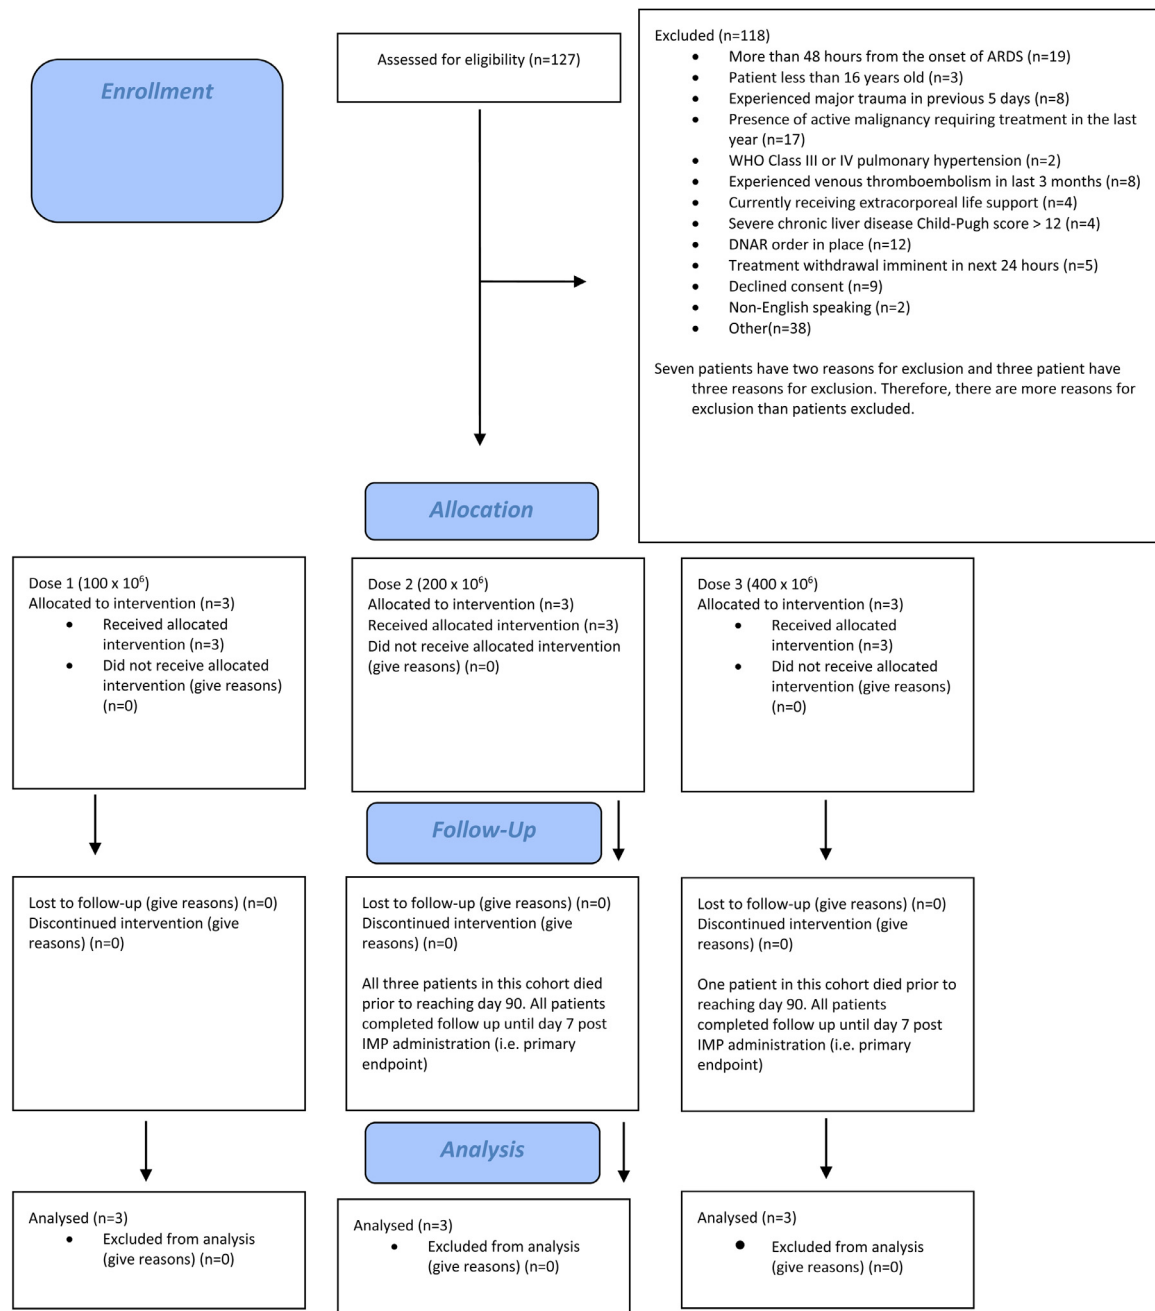 Enrollment
Assessed for eligibility (n=127)
Excluded (n=118)
• More than 48 hours from the onset of ARDS (n=19)
• Patient less than 16 years old (n=3)
• Experienced major trauma in previous 5 days (n=8)
• Presence of active malignancy requiring treatment in the last
year (n=17)
• WHO Class III or IV pulmonary hypertension (n=2)
• Experienced venous thromboembolism in last 3 months (n=8)
• Currently receiving extracorporeal life support (n=4)
• Severe chronic liver disease Child-Pugh score > 12 (n=4)
• DNAR order in place (n=12)
• Treatment withdrawal imminent in next 24 hours (n=5)
• Declined consent (n=9)
• Non-English speaking (n=2)
• Other(n=38)
Seven patients have two reasons for exclusion and three patient have
three reasons for exclusion. Therefore, there are more reasons for
exclusion than patients excluded.
Allocation
Dose 1 (100 x 10⁶)
Allocated to intervention (n=3)
• Received allocated
intervention (n=3)
• Did not receive allocated
intervention (give reasons)
(n=0)
Dose 2 (200 x 10⁶)
Allocated to intervention (n=3)
Received allocated intervention (n=3)
Did not receive allocated intervention
(give reasons) (n=0)
Dose 3 (400 x 10⁶)
Allocated to intervention (n=3)
• Received allocated
intervention (n=3)
• Did not receive allocated
intervention (give reasons)
(n=0)
Follow-Up
Lost to follow-up (give reasons) (n=0)
Discontinued intervention (give
reasons) (n=0)
Lost to follow-up (give reasons) (n=0)
Discontinued intervention (give
reasons) (n=0)
All three patients in this cohort died
prior to reaching day 90. All patients
completed follow up until day 7 post
IMP administration (i.e. primary
endpoint)
Lost to follow-up (give reasons) (n=0)
Discontinued intervention (give
reasons) (n=0)
One patient in this cohort died prior to
reaching day 90. All patients
completed follow up until day 7 post
IMP administration (i.e. primary
endpoint)
Analysis
Analysed (n=3)
• Excluded from analysis
(give reasons) (n=0)
Analysed (n=3)
• Excluded from analysis
(give reasons) (n=0)
Analysed (n=3)
• Excluded from analysis
(give reasons) (n=0)